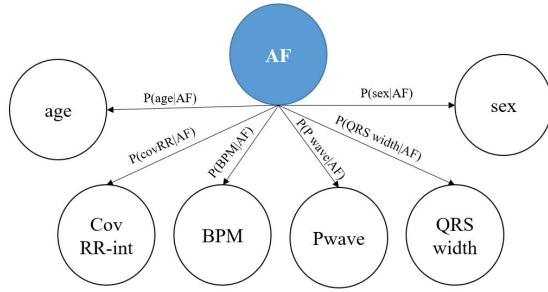 AF
P(age|AF)
P(sex|AF)
age
sex
P(covRR|AF)
P(BPM|AF)
P(P wave|AF)
P(QRS width|AF)
Cov
RR-int
BPM
Pwave
QRS
width